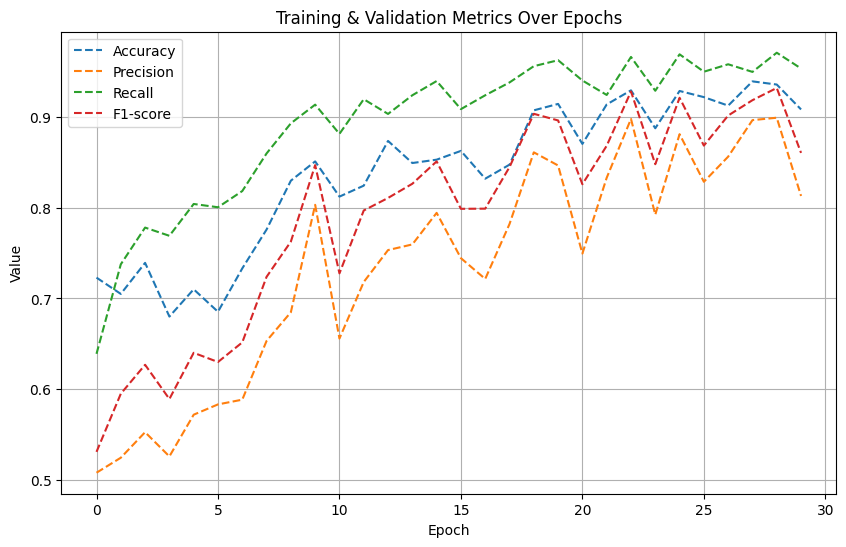 Training & Validation Metrics Over Epochs
Accuracy
Precision
Recall
F1-score
Value
0.9
0.8
0.7
0.6
0.5
0 5 10 15 20 25 30
Epoch